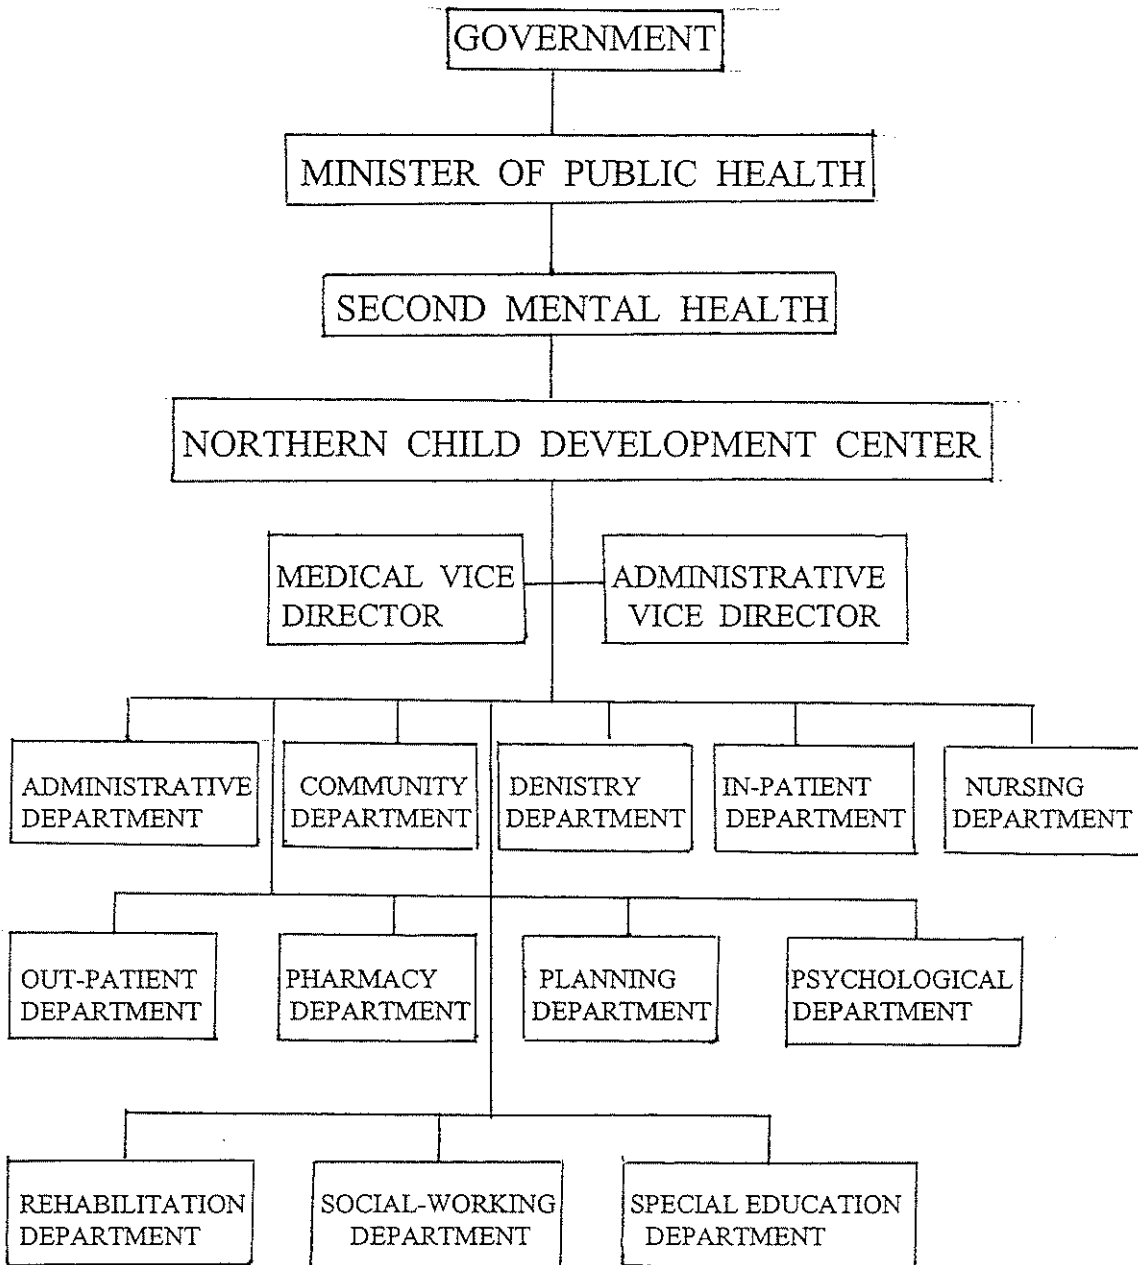 GOVERNMENT
MINISTER OF PUBLIC HEALTH
SECOND MENTAL HEALTH
NORTHERN CHILD DEVELOPMENT CENTER
MEDICAL VICE
DIRECTOR
ADMINISTRATIVE
VICE DIRECTOR
ADMINISTRATIVE
DEPARTMENT
COMMUNITY
DEPARTMENT
DENISTRY
DEPARTMENT
IN-PATIENT
DEPARTMENT
NURSING
DEPARTMENT
OUT-PATIENT
DEPARTMENT
PHARMACY
DEPARTMENT
PLANNING
DEPARTMENT
PSYCHOLOGICAL
DEPARTMENT
REHABILITATION
DEPARTMENT
SOCIAL-WORKING
DEPARTMENT
SPECIAL EDUCATION
DEPARTMENT